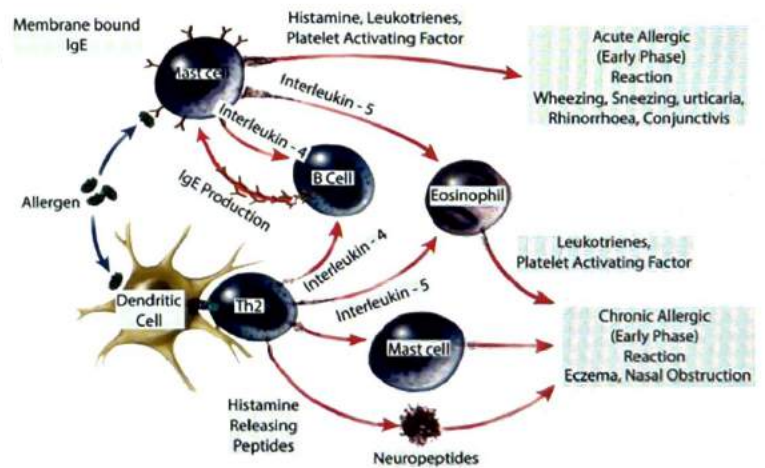 Membrane bound
IgE
Mast cell
Histamine, Leukotrienes,
Platelet Activating Factor
Acute Allergic
(Early Phase)
Reaction
Wheezing, Sneezing, urticaria,
Rhinorrhoea, Conjunctivis
Interleukin - 5
Interleukin - 4
B Cell
IgE Production
Eosinophil
Allergen
Leukotrienes,
Platelet Activating Factor
Interleukin - 4
Interleukin - 5
Dendritic
Cell
Th2
Mast cell
Chronic Allergic
(Early Phase)
Reaction
Eczema, Nasal Obstruction
Histamine
Releasing
Peptides
Neuropeptides